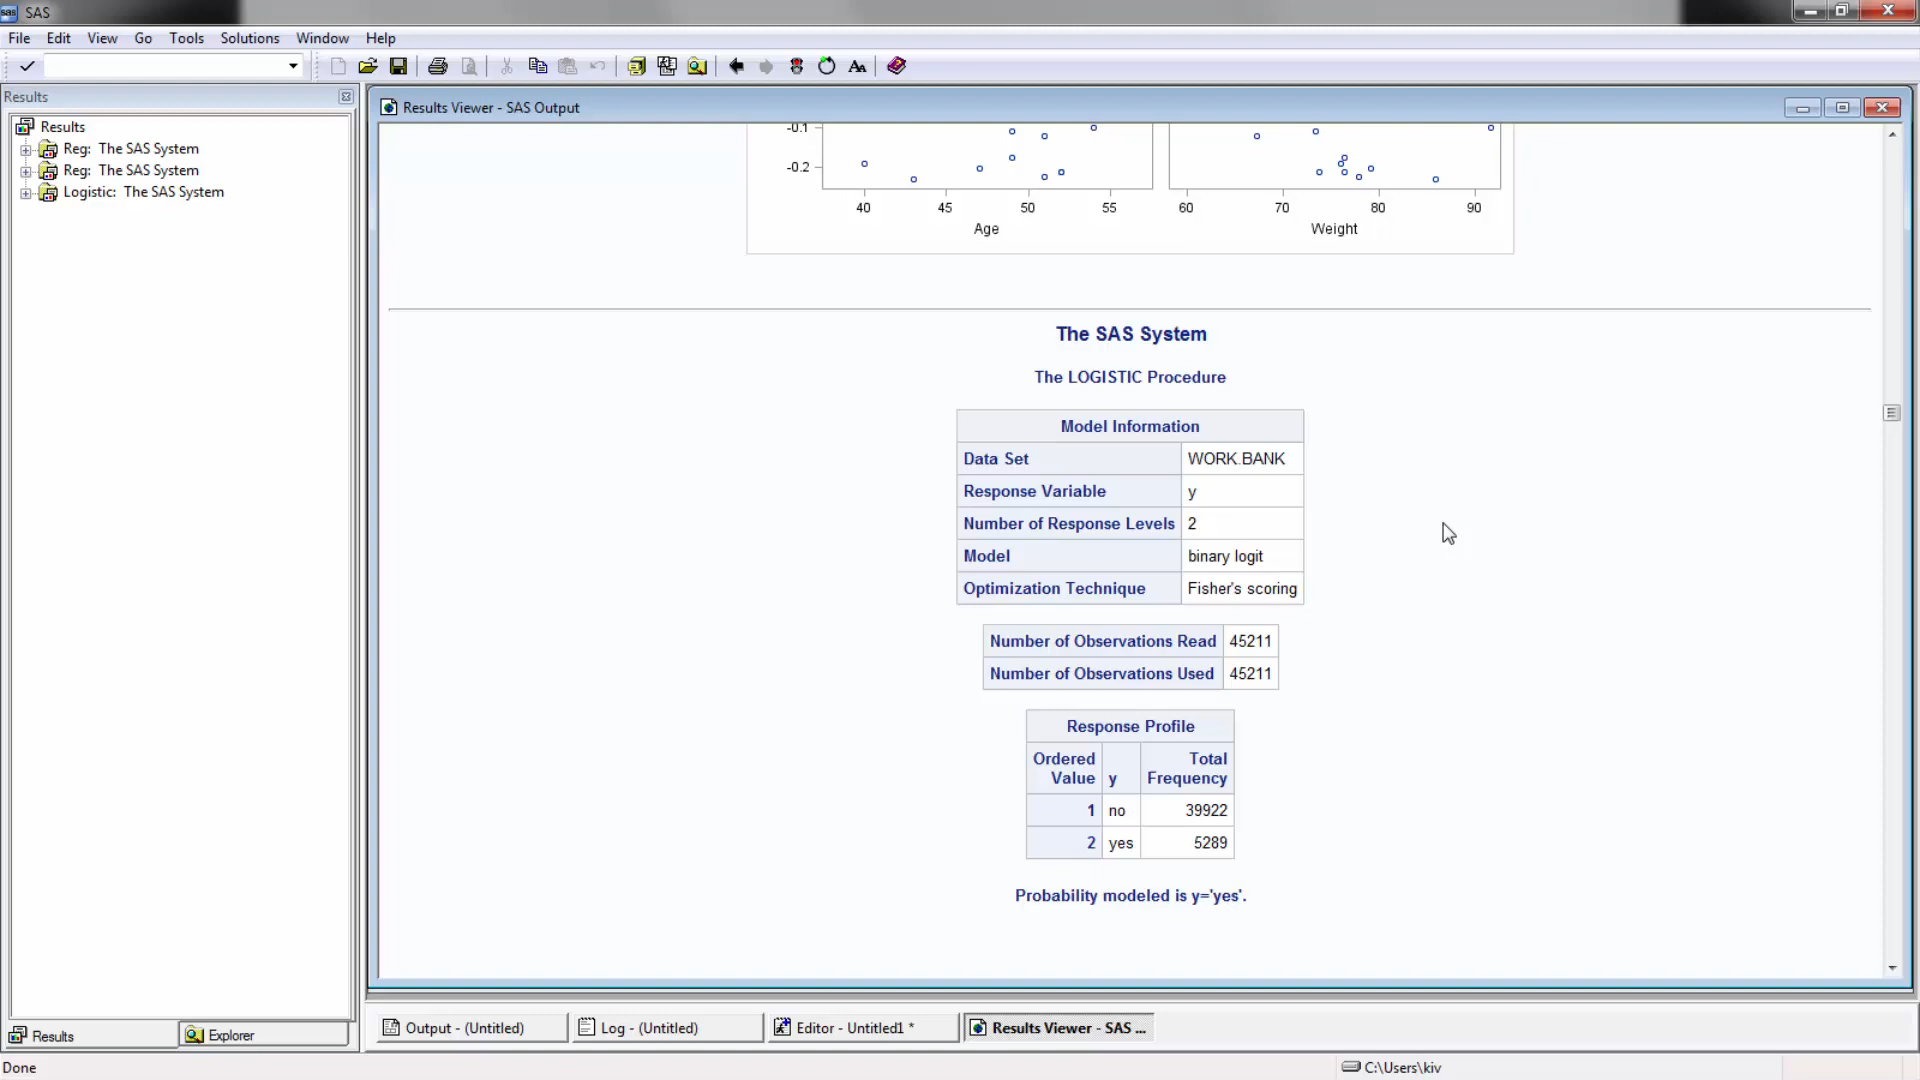 SAS
File Edit View Go Tools Solutions Window Help
Results
Results
Reg: The SAS System
Reg: The SAS System
Logistic: The SAS System
Results Viewer - SAS Output
-0.1
-0.2
40 45 50 55 60 70 80 90
Age Weight
The SAS System
The LOGISTIC Procedure
Model Information
Data Set WORK.BANK
Response Variable y
Number of Response Levels 2
Model binary logit
Optimization Technique Fisher's scoring
Number of Observations Read 45211
Number of Observations Used 45211
Response Profile
Ordered Total
Value y Frequency
1 no 39922
2 yes 5289
Probability modeled is y='yes'.
Results Explorer
Output - (Untitled) Log - (Untitled) Editor - Untitled1 * Results Viewer - SAS ...
Done C:\Users\kiv